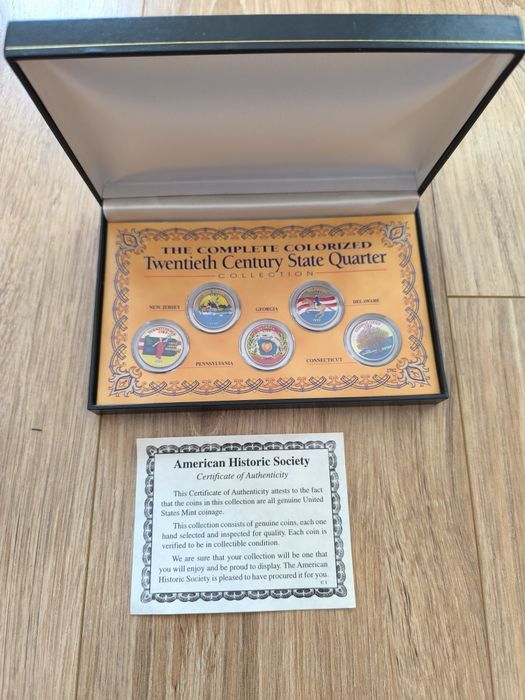 THE COMPLETE COLORIZED
Twentieth Century State Quarter
COLLECTION
NEW JERSEY
GEORGIA
DELAWARE
PENNSYLVANIA
CONNECTICUT
American Historic Society
Certificate of Authenticity
This Certificate of Authenticity attests to the fact
that the coins in this collection are all genuine United
States Mint coinage.
This collection consists of genuine coins, each one
hand selected and inspected for quality. Each coin is
verified to be in collectible condition.
We are sure that your collection will be one that
you will enjoy and be proud to display. The American
Historic Society is pleased to have procured it for you.